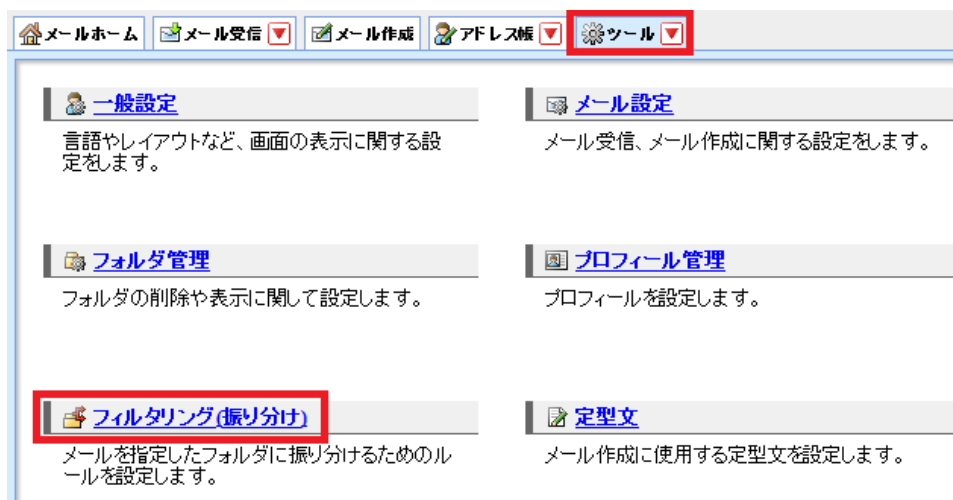 メールホーム メール受信 メール作成 アドレス帳 ツール
一般設定
言語やレイアウトなど、画面の表示に関する設
定をします。
メール設定
メール受信、メール作成に関する設定をします。
フォルダ管理
フォルダの削除や表示に関して設定します。
プロフィール管理
プロフィールを設定します。
フィルタリング(振り分け)
メールを指定したフォルダに振り分けるためのル
ールを設定します。
定型文
メール作成に使用する定型文を設定します。